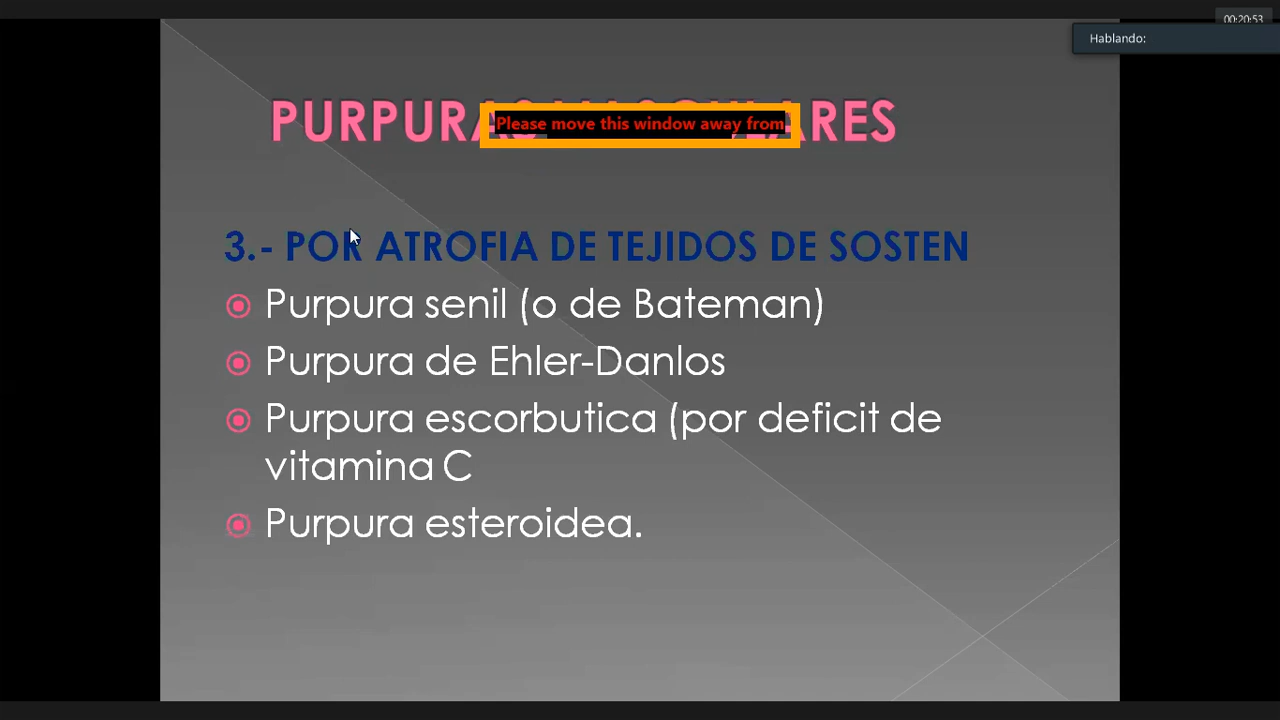 00:20:53
Hablando:
PURPURAS VASCULARES
Please move this window away from
3.- POR ATROFIA DE TEJIDOS DE SOSTEN
Purpura senil (o de Bateman)
Purpura de Ehler-Danlos
Purpura escorbutica (por deficit de
vitamina C
Purpura esteroidea.